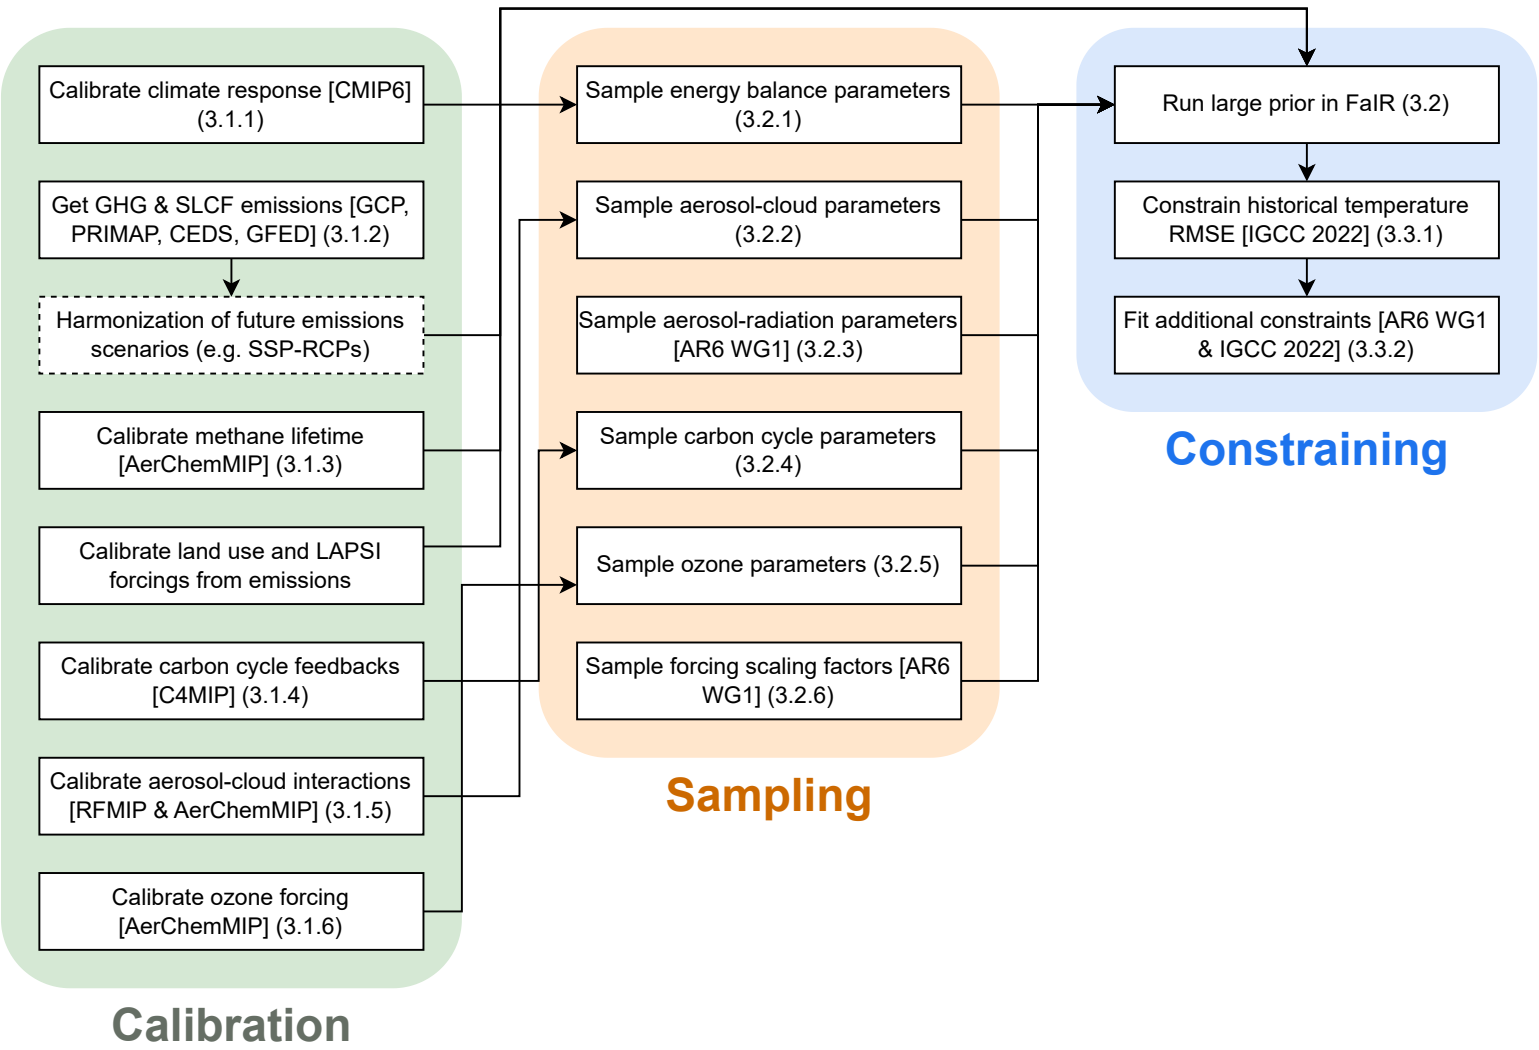 Calibrate climate response [CMIP6]
(3.1.1)
Get GHG & SLCF emissions [GCP,
PRIMAP, CEDS, GFED] (3.1.2)
Harmonization of future emissions
scenarios (e.g. SSP-RCPs)
Calibrate methane lifetime
[AerChemMIP] (3.1.3)
Calibrate land use and LAPSI
forcings from emissions
Calibrate carbon cycle feedbacks
[C4MIP] (3.1.4)
Calibrate aerosol-cloud interactions
[RFMIP & AerChemMIP] (3.1.5)
Calibrate ozone forcing
[AerChemMIP] (3.1.6)
Calibration
Sample energy balance parameters
(3.2.1)
Sample aerosol-cloud parameters
(3.2.2)
Sample aerosol-radiation parameters
[AR6 WG1] (3.2.3)
Sample carbon cycle parameters
(3.2.4)
Sample ozone parameters (3.2.5)
Sample forcing scaling factors [AR6
WG1] (3.2.6)
Sampling
Run large prior in FaIR (3.2)
Constrain historical temperature
RMSE [IGCC 2022] (3.3.1)
Fit additional constraints [AR6 WG1
& IGCC 2022] (3.3.2)
Constraining